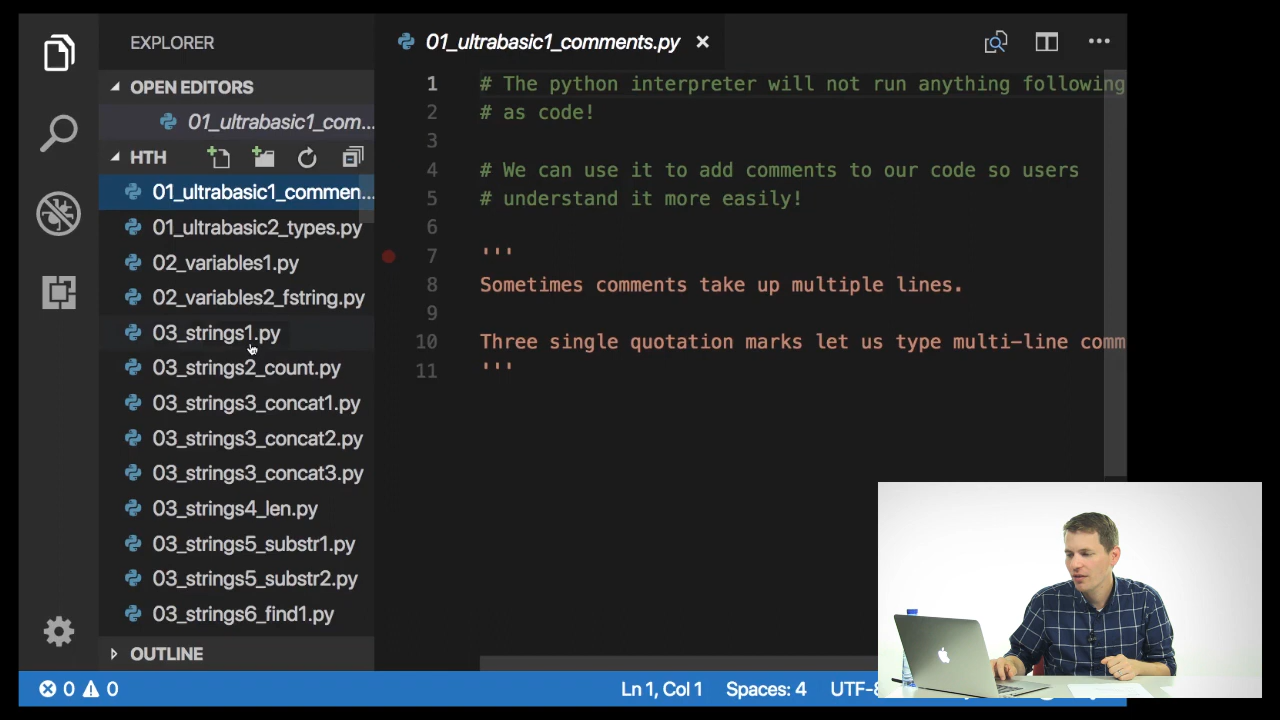 EXPLORER
OPEN EDITORS
01_ultrabasic1_com...
HTH
01_ultrabasic1_commen...
01_ultrabasic2_types.py
02_variables1.py
02_variables2_fstring.py
03_strings1.py
03_strings2_count.py
03_strings3_concat1.py
03_strings3_concat2.py
03_strings3_concat3.py
03_strings4_len.py
03_strings5_substr1.py
03_strings5_substr2.py
03_strings6_find1.py
OUTLINE
01_ultrabasic1_comments.py
1 # The python interpreter will not run anything following
2 # as code!
3
4 # We can use it to add comments to our code so users
5 # understand it more easily!
6
7 '''
8 Sometimes comments take up multiple lines.
9
10 Three single quotation marks let us type multi-line comm
11 '''
0 0 Ln 1, Col 1 Spaces: 4 UTF-8